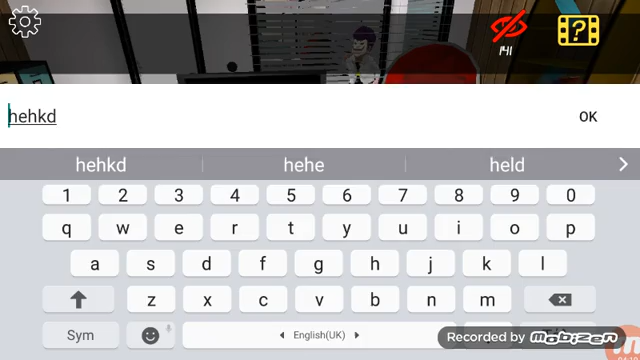 141
?
hehkd
OK
hehkd hehe held
1 2 3 4 5 6 7 8 9 0
q w e r t y u i o p
a s d f g h j k l
z x c v b n m
Sym English(UK)
Recorded by MOBIZEN